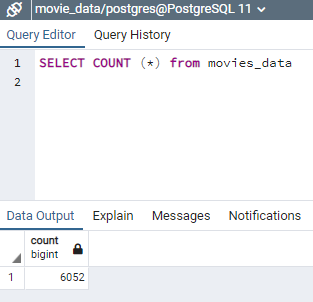 movie_data/postgres@PostgreSQL 11
Query Editor Query History
1 SELECT COUNT (*) from movies_data
2
Data Output Explain Messages Notifications
count
bigint
1 6052